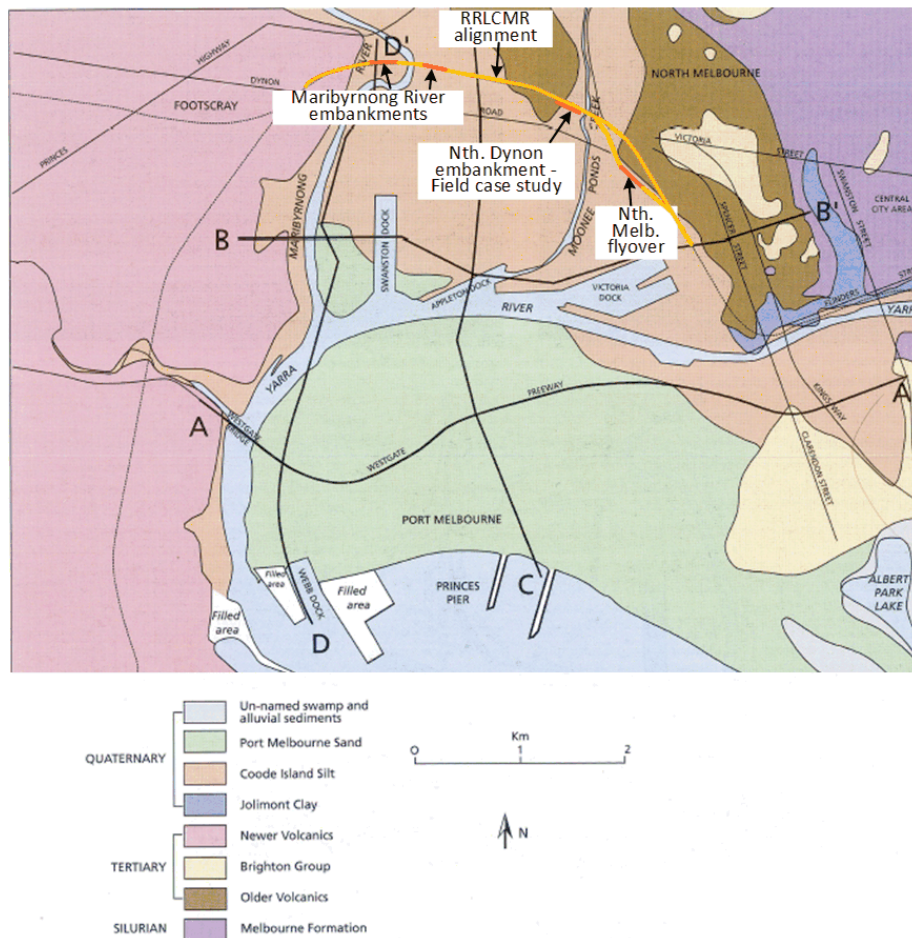 RRLCMR
alignment
D'
RIVER
HIGHWAY
DYNON
FOOTSCRAY
PRINCES
Maribyrnong River
embankments
ROAD
CREEK
NORTH MELBOURNE
VICTORIA
STREET
SWANSTON STREET
CENTRAL
CITY AREA
Nth. Dynon
embankment -
Field case study
MOONEE PONDS
Nth.
Melb.
flyover
SPENCER STREET
B'
B
MARIBYRNONG
SWANSTON DOCK
APPLETON DOCK
VICTORIA
DOCK
RIVER
FLINDERS
STR
YARRA
YARRA
A
WESTGATE
BRIDGE
WESTGATE
FREEWAY
KINGS WAY
CLARENDON STREET
A
PORT MELBOURNE
Filled
area
WEBB DOCK
Filled
area
Filled
area
D
PRINCES
PIER
C
ALBERT
PARK
LAKE
QUATERNARY
Un-named swamp and
alluvial sediments
Port Melbourne Sand
Coode Island Silt
Jolimont Clay
TERTIARY
Newer Volcanics
Brighton Group
Older Volcanics
SILURIAN
Melbourne Formation
Km
0 1 2
N